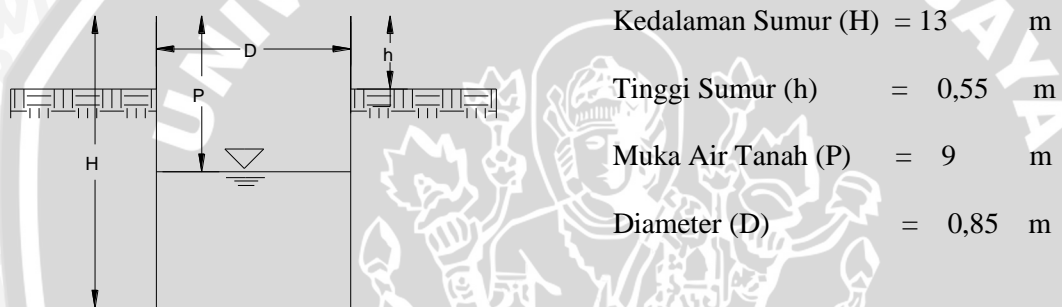 Kedalaman Sumur (H) = 13 m
Tinggi Sumur (h) = 0,55 m
Muka Air Tanah (P) = 9 m
Diameter (D) = 0,85 m
D
h
P
H